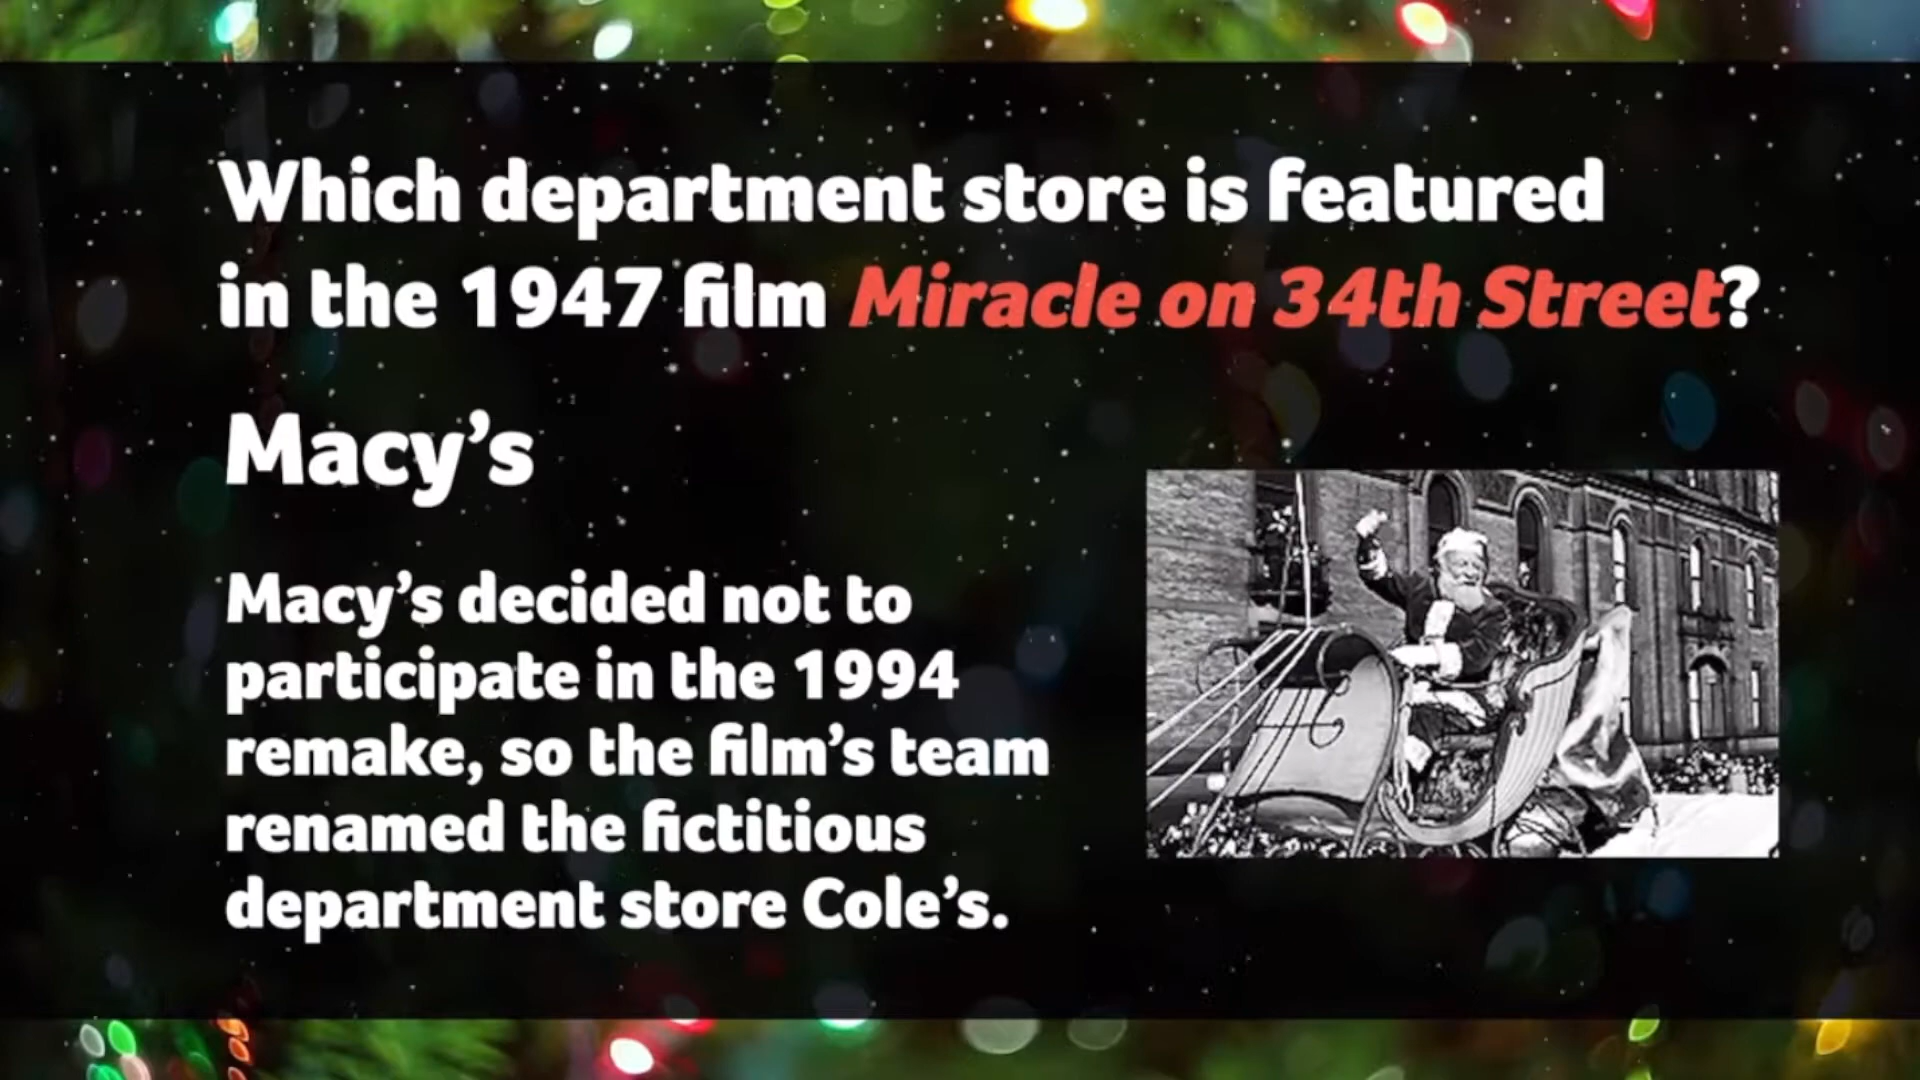 Which department store is featured
in the 1947 film Miracle on 34th Street?
Macy’s
Macy’s decided not to
participate in the 1994
remake, so the film’s team
renamed the fictitious
department store Cole’s.